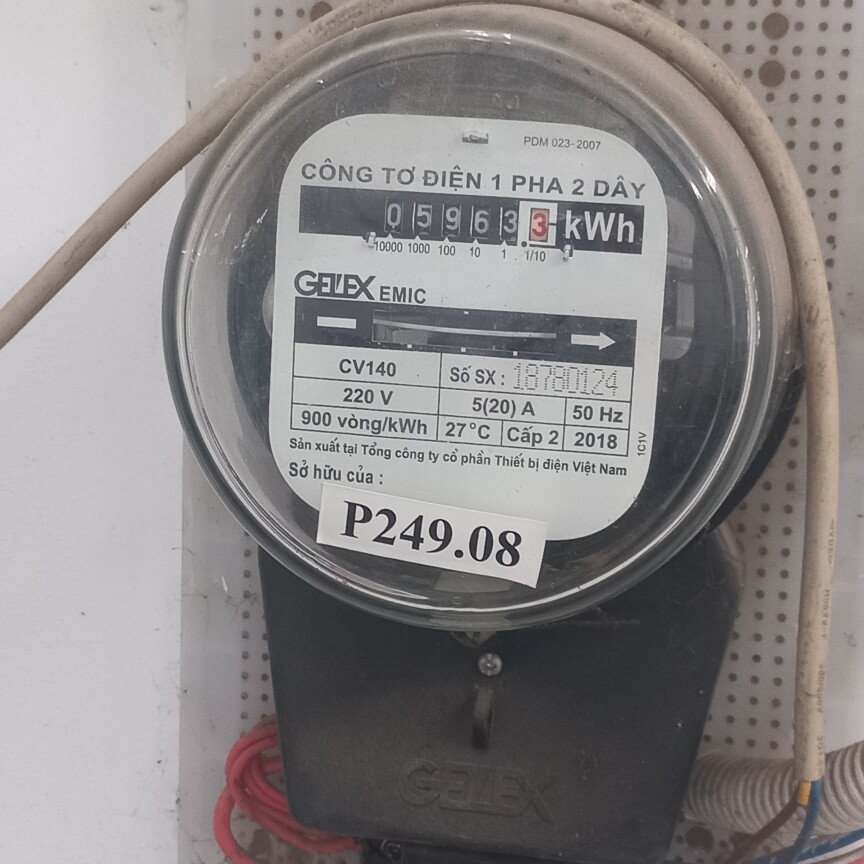 PDM 023-2007
CÔNG TƠ ĐIỆN 1 PHA 2 DÂY
0 5 9 6 3 3 kWh
10000 1000 100 10 1 1/10
GELEX EMIC
CV140 Số SX : 18780124
220 V 5(20) A 50 Hz
900 vòng/kWh 27°C Cấp 2 2018
1C1V
Sản xuất tại Tổng công ty cổ phần Thiết bị điện Việt Nam
Sở hữu của :
P249.08
GELEX